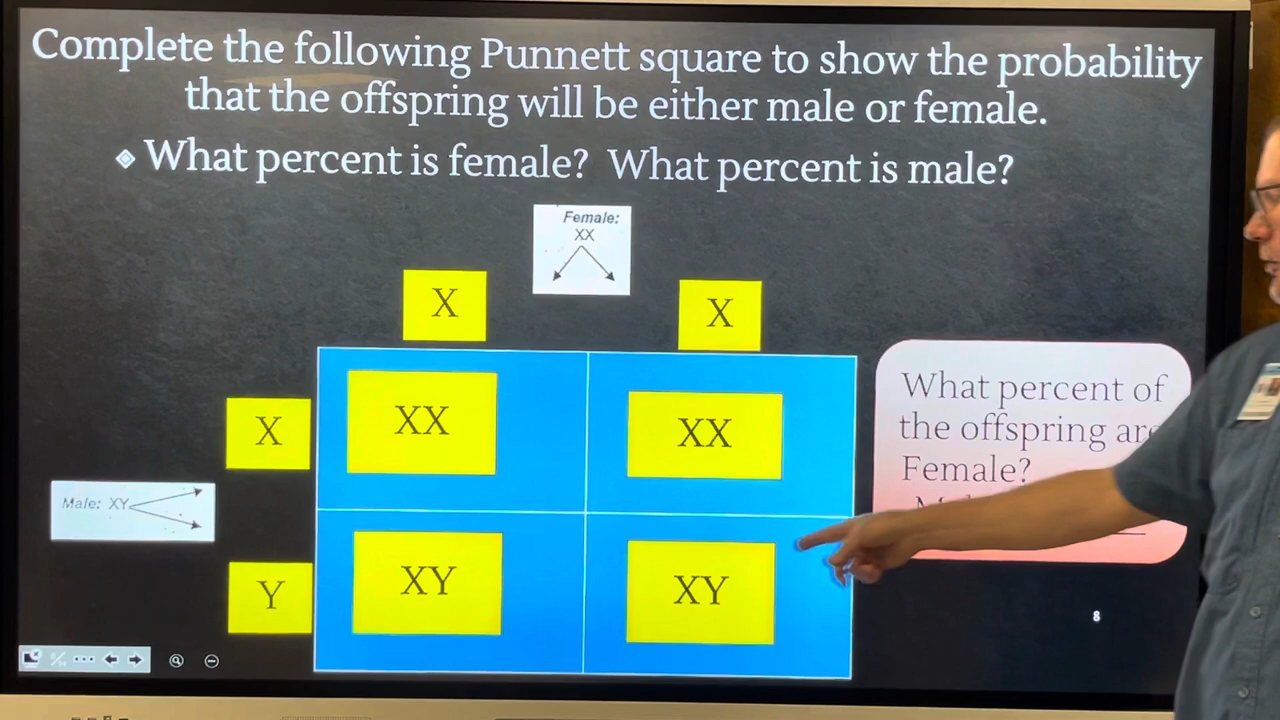 Complete the following Punnett square to show the probability
that the offspring will be either male or female.
What percent is female? What percent is male?
Female:
XX
X
X
X
XX
XX
Male: XY
Y
XY
XY
What percent of
the offspring are
Female?
8